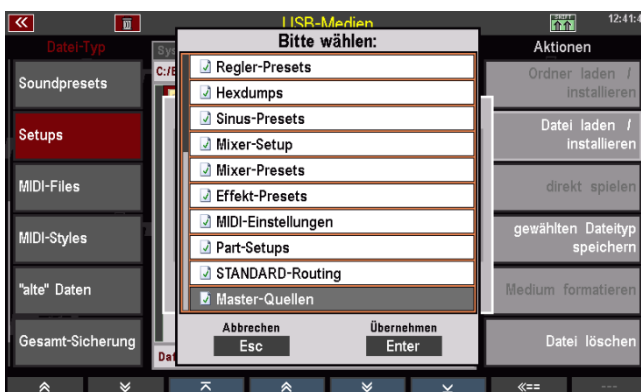 USB-Medien
12:41:4
Datei-Typ
Sys
Bitte wählen:
Aktionen
C:/E
Soundpresets
Setups
MIDI-Files
MIDI-Styles
"alte" Daten
Gesamt-Sicherung
Regler-Presets
Hexdumps
Sinus-Presets
Mixer-Setup
Mixer-Presets
Effekt-Presets
MIDI-Einstellungen
Part-Setups
STANDARD-Routing
Master-Quellen
Abbrechen
Esc
Übernehmen
Enter
Dat
Ordner laden /
installieren
Datei laden /
installieren
direkt spielen
gewählten Dateityp
speichern
Medium formatieren
Datei löschen
«==
---